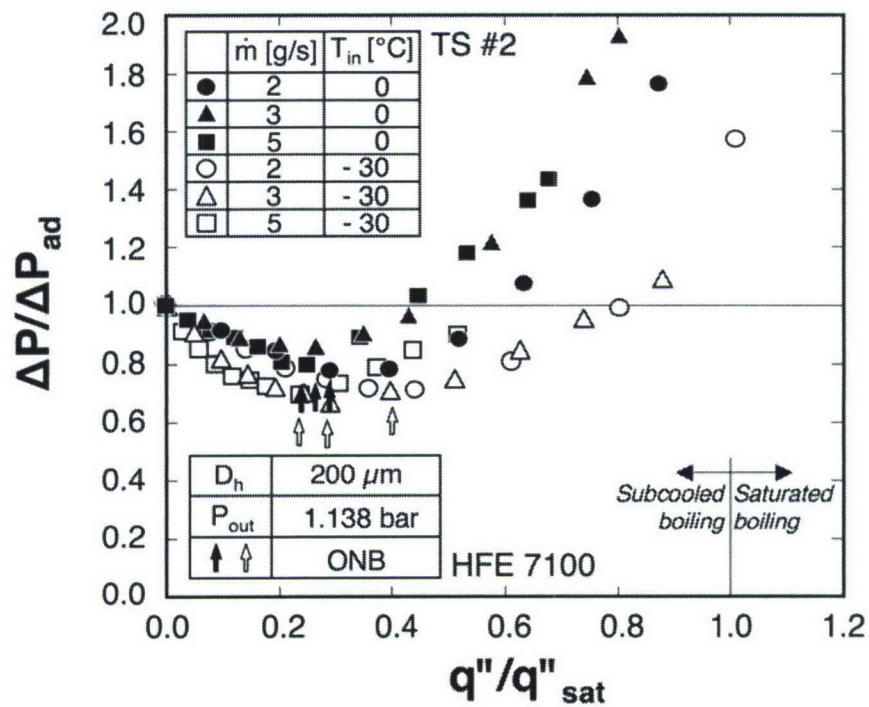 ṁ [g/s] T_in [°C] TS #2
2 0
3 0
5 0
2 - 30
3 - 30
5 - 30
ΔP/ΔP_ad
2.0
1.8
1.6
1.4
1.2
1.0
0.8
0.6
0.4
0.2
0.0
D_h 200 μm
P_out 1.138 bar
ONB
HFE 7100
Subcooled Saturated
boiling boiling
0.0 0.2 0.4 0.6 0.8 1.0 1.2
q"/q"_sat